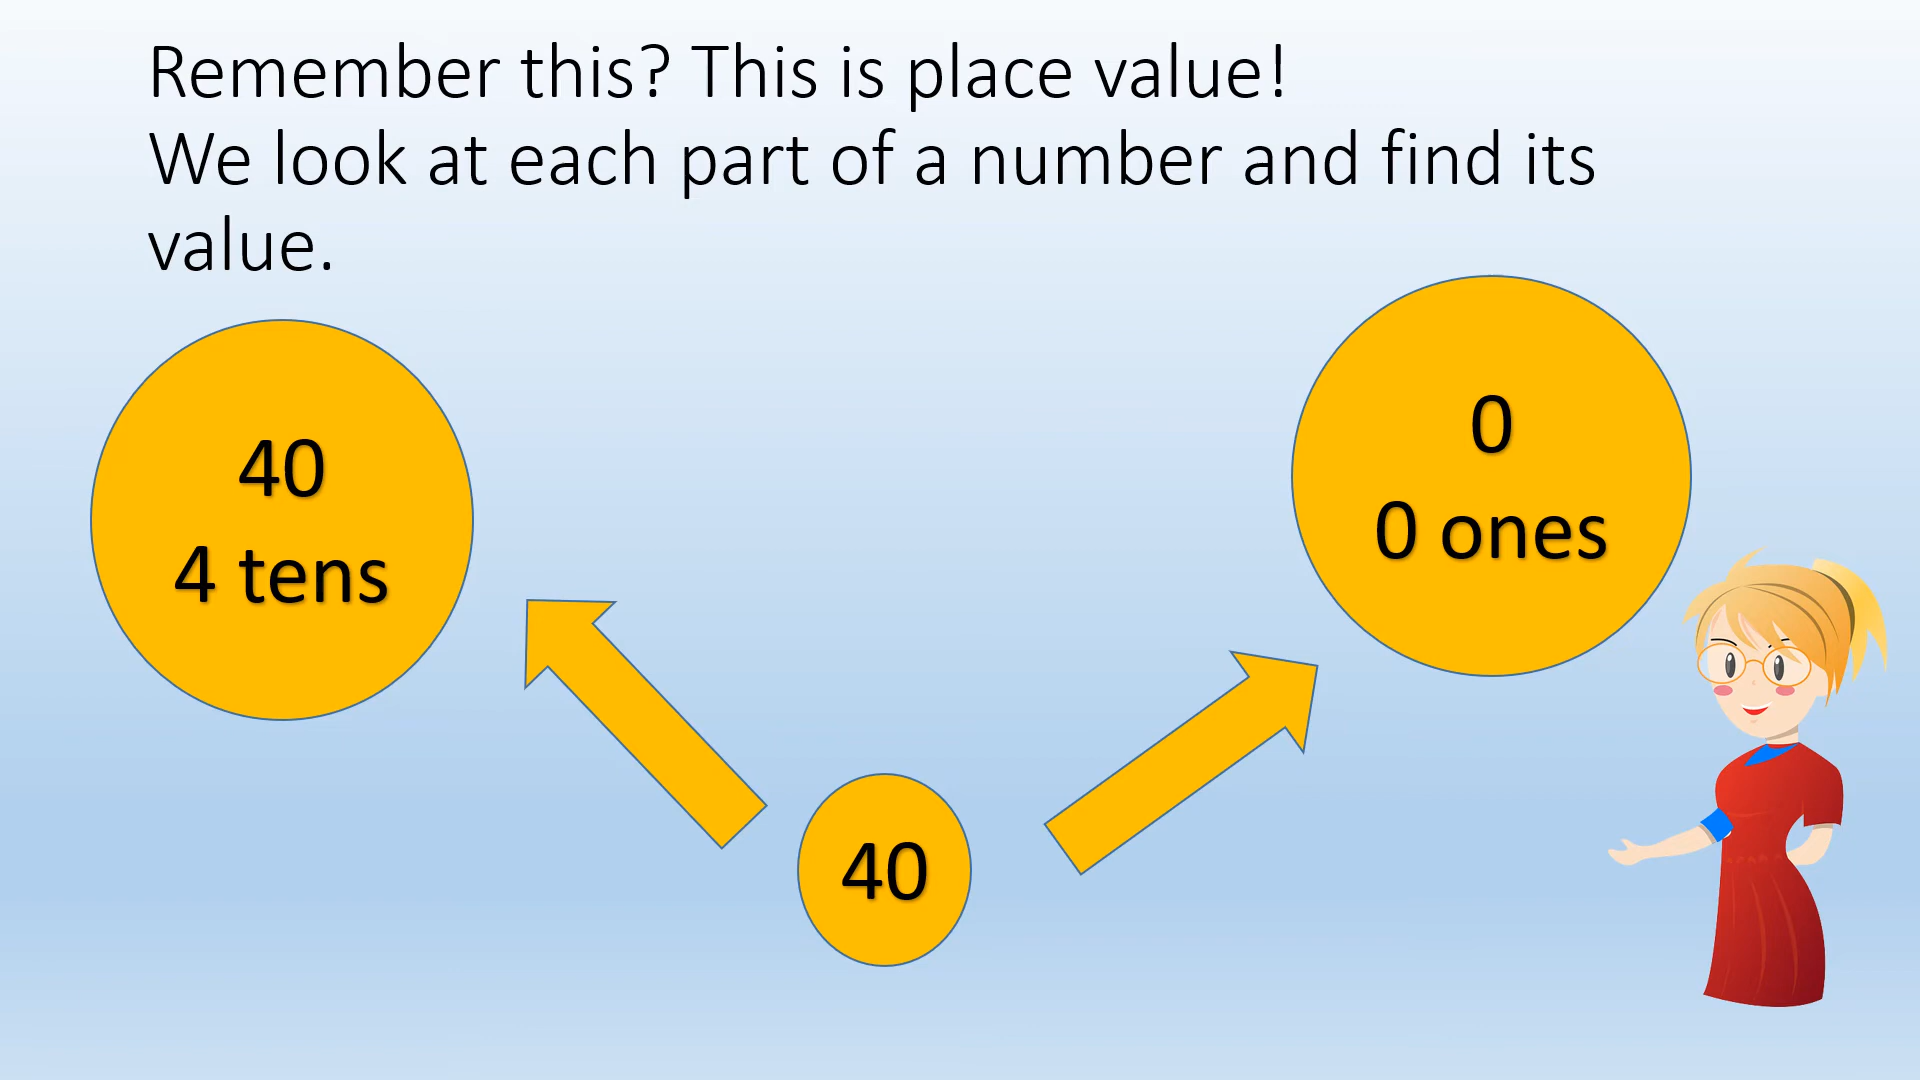 Remember this? This is place value!
We look at each part of a number and find its
value.
40
4 tens
0
0 ones
40